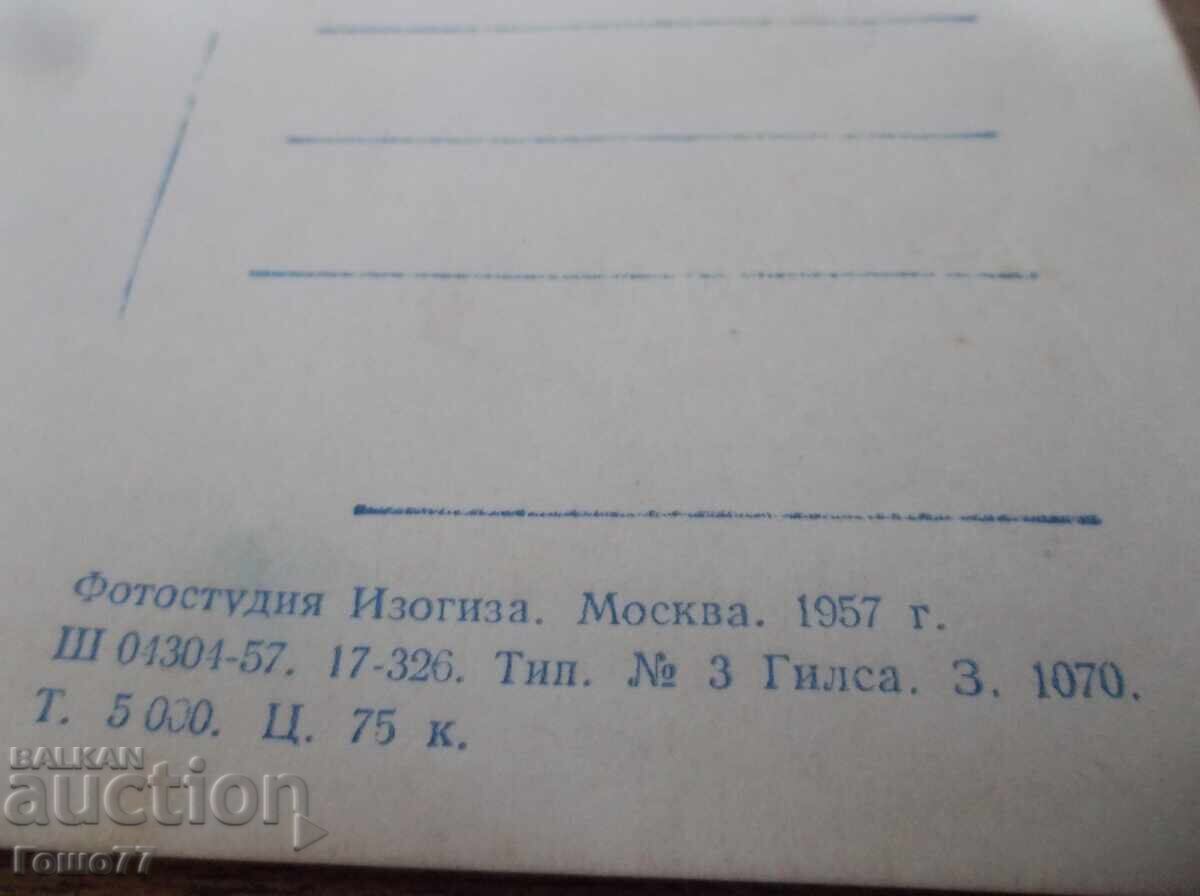 Фотостудия Изогиза. Москва. 1957 г.
Ш 04304-57. 17-326. Тип. № 3 Гилса. З. 1070.
Т. 5 000. Ц. 75 к.
BALKAN
auction
Гошо77